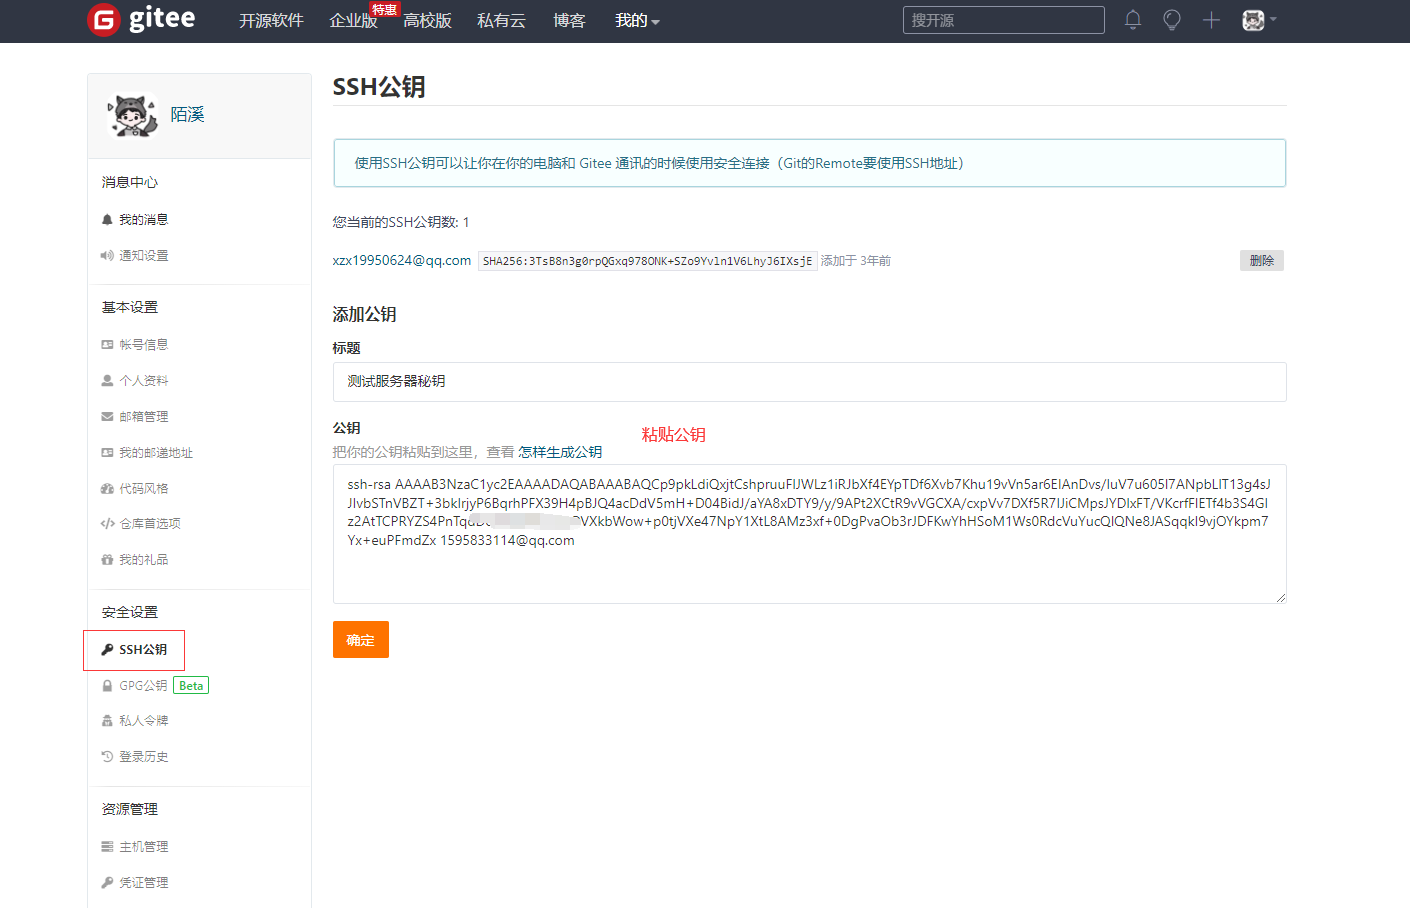 gitee 开源软件 企业版 特惠 高校版 私有云 博客 我的 搜开源
陌溪
消息中心
我的消息
通知设置
基本设置
帐号信息
个人资料
邮箱管理
我的邮递地址
代码风格
仓库首选项
我的礼品
安全设置
SSH公钥
GPG公钥 Beta
私人令牌
登录历史
资源管理
主机管理
凭证管理
SSH公钥
使用SSH公钥可以让你在你的电脑和 Gitee 通讯的时候使用安全连接（Git的Remote要使用SSH地址）
您当前的SSH公钥数: 1
xzx19950624@qq.com SHA256:3TsB8n3g0rpQGxq978ONK+SZo9Yvln1V6LhyJ6IXsjE 添加于 3年前 删除
添加公钥
标题
测试服务器秘钥
公钥
粘贴公钥
把你的公钥粘贴到这里，查看 怎样生成公钥
ssh-rsa AAAAB3NzaC1yc2EAAAADAQABAAABAQCp9pkLdiQxjtCshpruuFIJWLz1iRJbXf4EYpTDf6Xvb7Khu19vVn5ar6EIAnDvs/IuV7u605I7ANpbLIT13g4sJ
JIvbSTnVBZT+3bkIrjyP6BqrhPFX39H4pBJQ4acDdV5mH+D04BidJ/aYA8xDTY9/y/9APt2XCtR9vVGCXA/cxpVv7DXf5R7IJiCMpsJYDIxFT/VKcrfFIETf4b3S4GI
z2AtTCPRYZS4PnTqd VXkbWow+p0tjVXe47NpY1XtL8AMz3xf+0DgPvaOb3rJDFKwYhHSoM1Ws0RdcVuYucQIQNe8JASqqkI9vjOYkpm7
Yx+euPFmdZx 1595833114@qq.com
确定